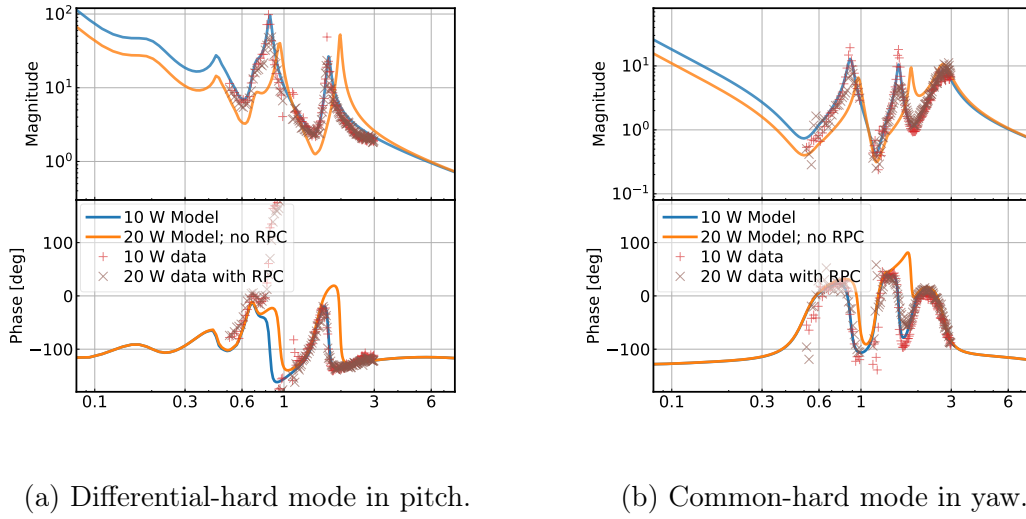 10²
10¹
10⁰
Magnitude
10 W Model
20 W Model; no RPC
10 W data
20 W data with RPC
100
0
−100
Phase [deg]
0.1 0.3 0.6 1 3 6
(a) Differential-hard mode in pitch.
10¹
10⁰
10⁻¹
Magnitude
10 W Model
20 W Model; no RPC
10 W data
20 W data with RPC
100
0
−100
Phase [deg]
0.1 0.3 0.6 1 3 6
(b) Common-hard mode in yaw.